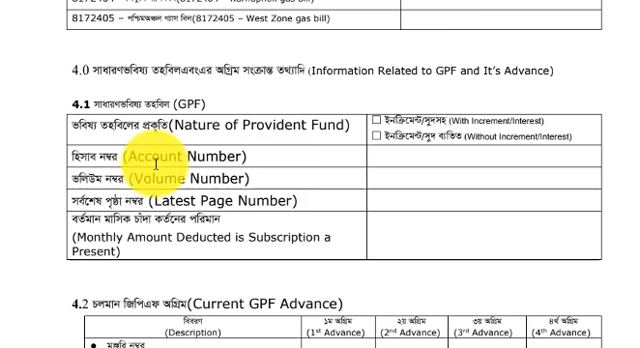 8172405 – পশ্চিমঅঞ্চল গ্যাস বিল(8172405 – West Zone gas bill)
4.0 সাধারণভবিষ্য তহবিলএবংএর অগ্রিম সংক্রান্ত তথ্যাদি (Information Related to GPF and It's Advance)
4.1 সাধারণভবিষ্য তহবিল (GPF)
ভবিষ্য তহবিলের প্রকৃতি(Nature of Provident Fund)
ইনক্রিমেন্ট/সুদসহ (With Increment/Interest)
ইনক্রিমেন্ট/সুদ ব্যতিত (Without Increment/Interest)
হিসাব নম্বর (Account Number)
ভলিউম নম্বর (Volume Number)
সর্বশেষ পৃষ্ঠা নম্বর (Latest Page Number)
বর্তমান মাসিক চাঁদা কর্তনের পরিমান
(Monthly Amount Deducted is Subscription a
Present)
4.2 চলমান জিপিএফ অগ্রিম(Current GPF Advance)
বিবরণ
(Description)
১ম অগ্রিম
(1st Advance)
২য় অগ্রিম
(2nd Advance)
৩য় অগ্রিম
(3rd Advance)
৪র্থ অগ্রিম
(4th Advance)
মঞ্জুরি নম্বর